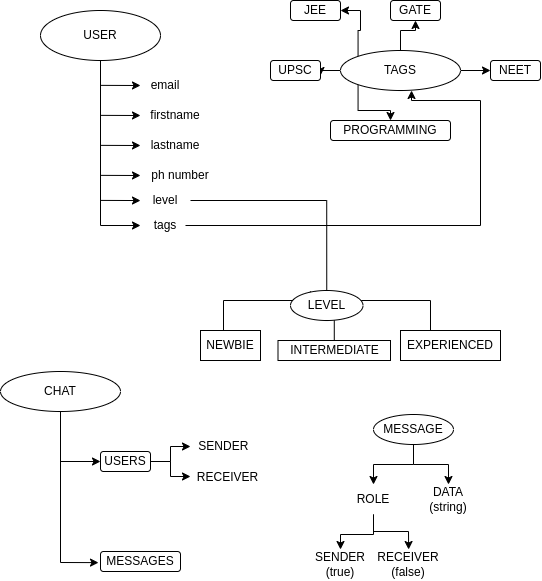 USER
email
firstname
lastname
ph number
level
tags
JEE
GATE
UPSC
TAGS
NEET
PROGRAMMING
LEVEL
NEWBIE
INTERMEDIATE
EXPERIENCED
CHAT
USERS
SENDER
RECEIVER
MESSAGES
MESSAGE
ROLE
DATA
(string)
SENDER
(true)
RECEIVER
(false)